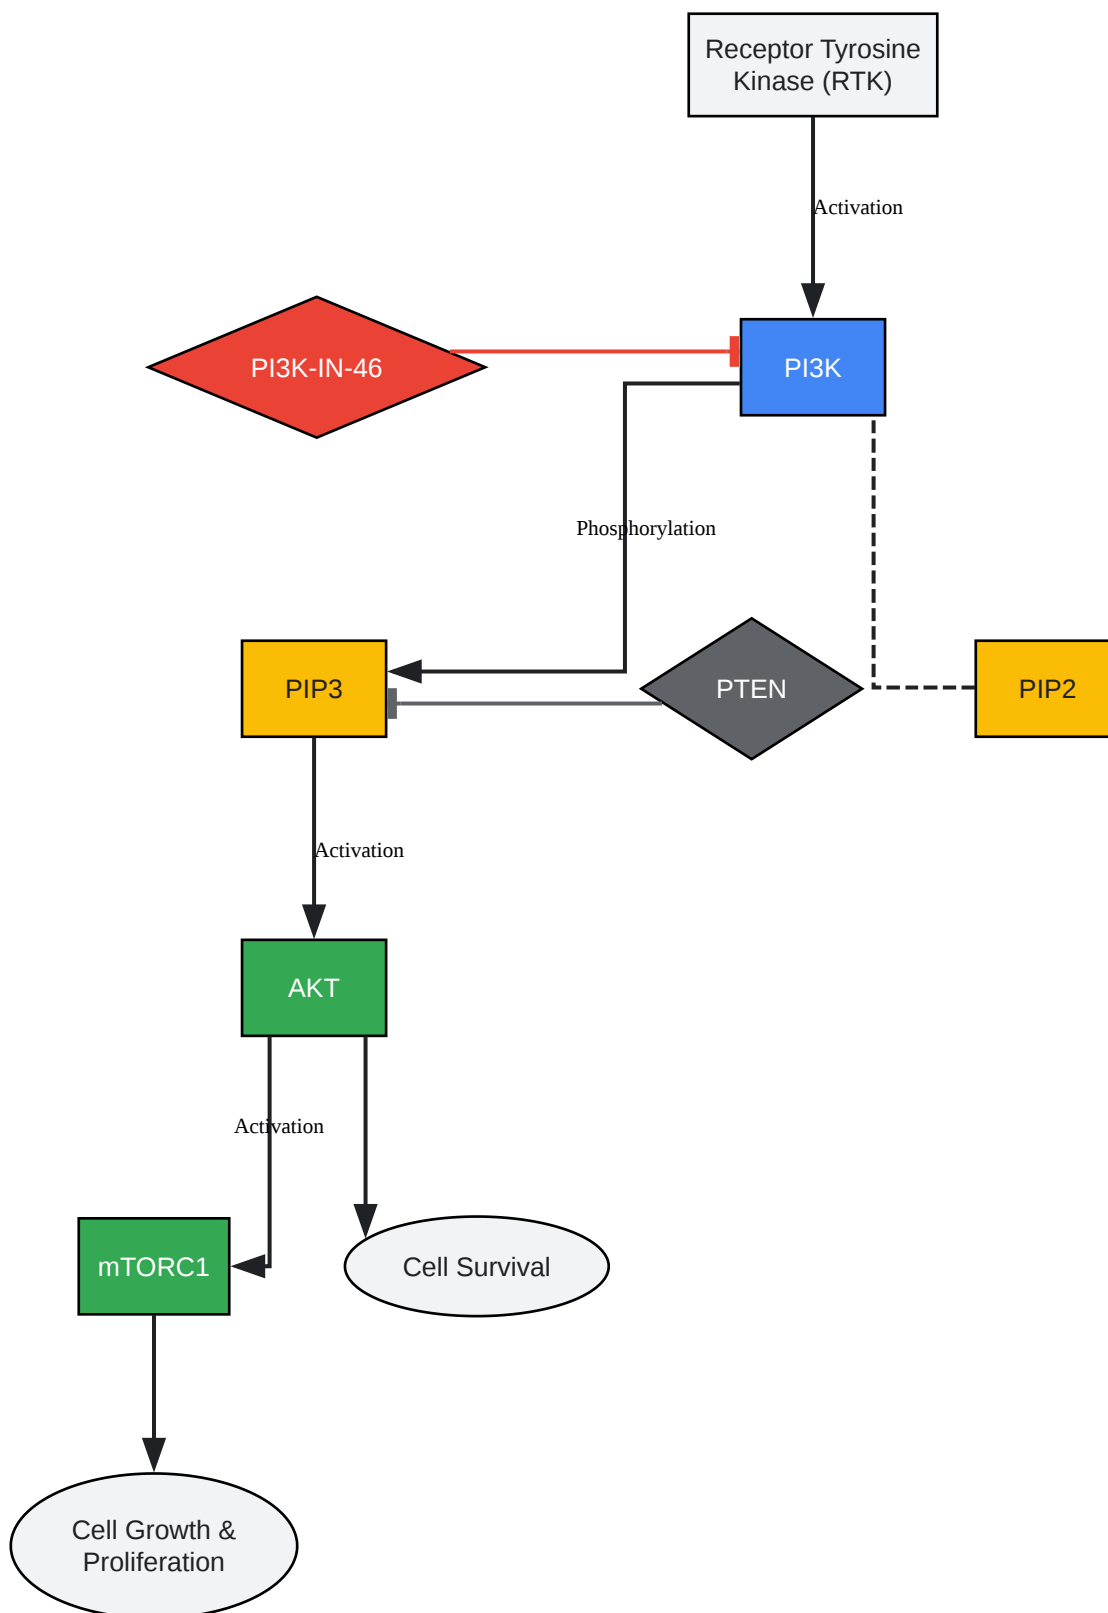 Receptor Tyrosine
Kinase (RTK)
Activation
PI3K-IN-46
PI3K
Phosphorylation
PIP3
PTEN
PIP2
Activation
AKT
Activation
mTORC1
Cell Survival
Cell Growth &
Proliferation